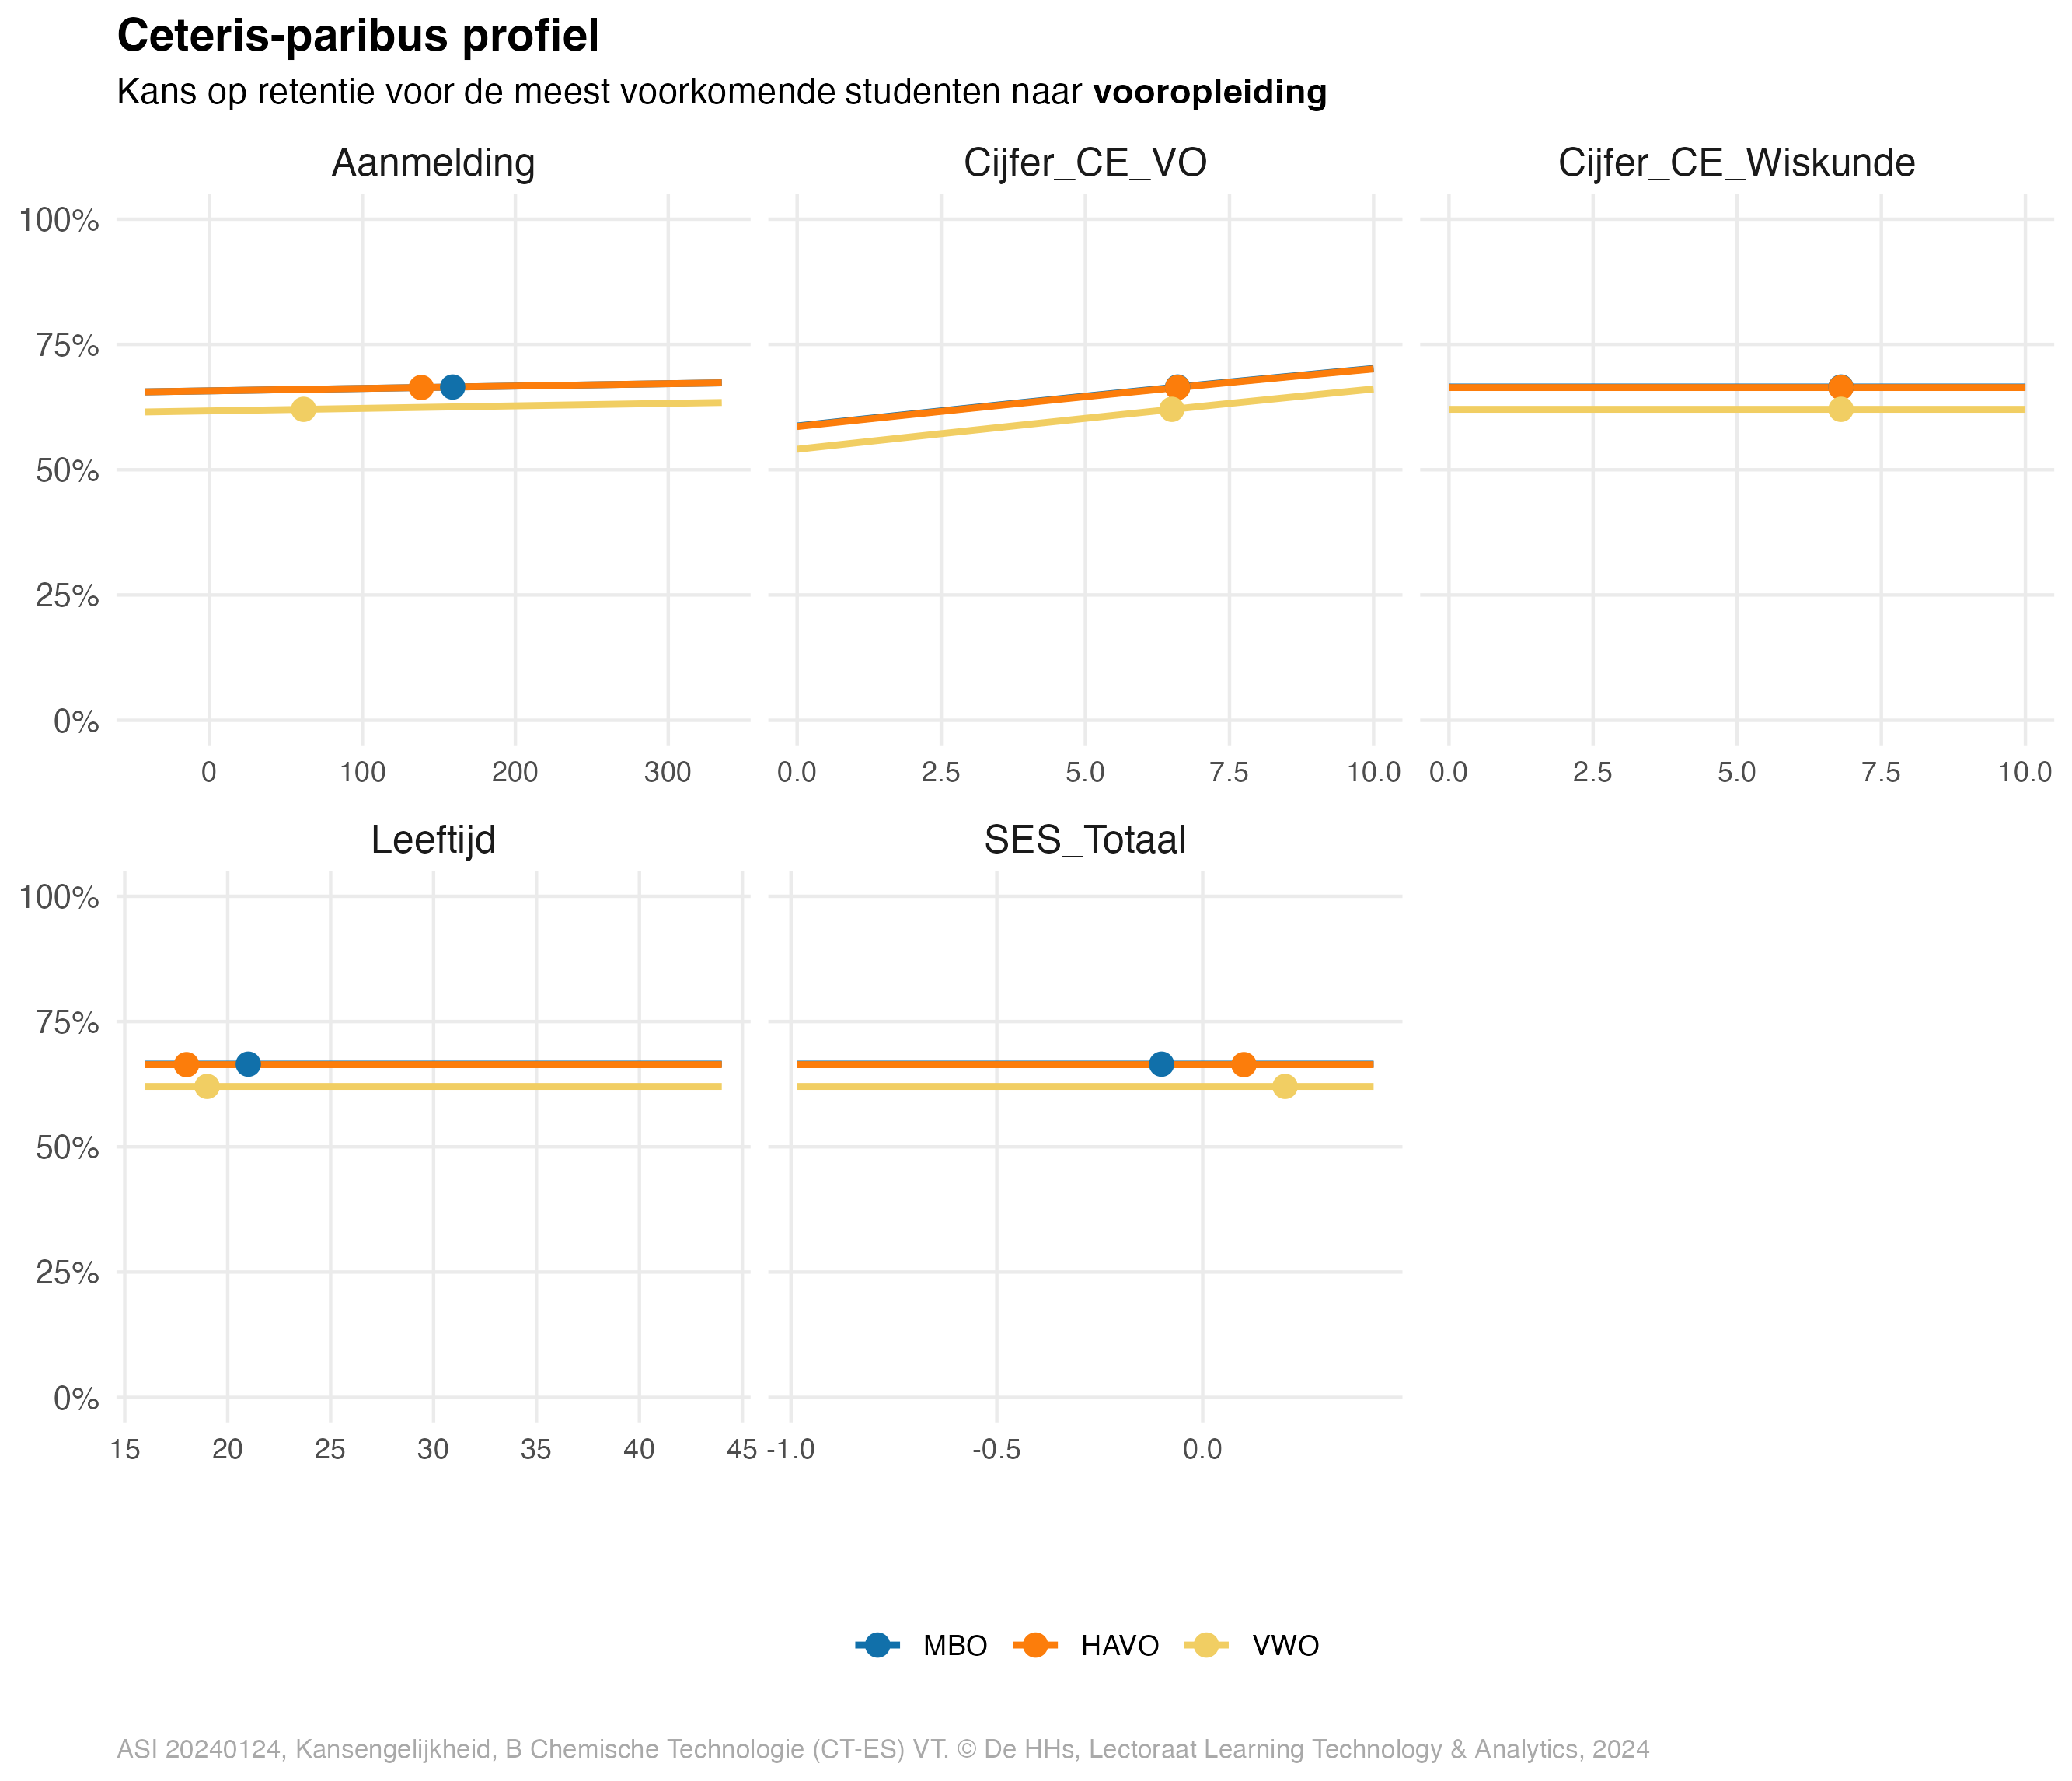 Ceteris-paribus profiel
Kans op retentie voor de meest voorkomende studenten naar vooropleiding
Aanmelding
Cijfer_CE_VO
Cijfer_CE_Wiskunde
100%
75%
50%
25%
0%
0 100 200 300
0.0 2.5 5.0 7.5 10.0
0.0 2.5 5.0 7.5 10.0
Leeftijd
SES_Totaal
100%
75%
50%
25%
0%
15 20 25 30 35 40 45
-1.0 -0.5 0.0
MBO HAVO VWO
ASI 20240124, Kansengelijkheid, B Chemische Technologie (CT-ES) VT. © De HHs, Lectoraat Learning Technology & Analytics, 2024